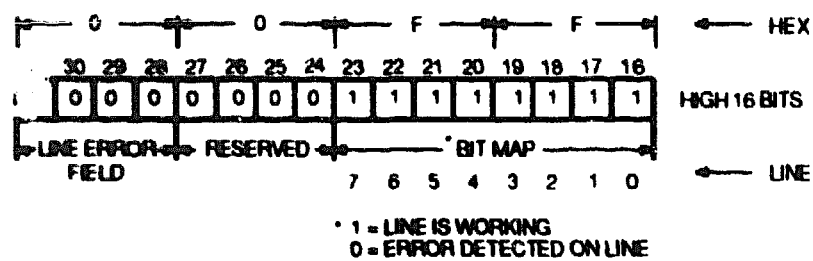 0 0 F F HEX
30 29 28 27 26 25 24 23 22 21 20 19 18 17 16
0 0 0 0 0 0 0 1 1 1 1 1 1 1 1 HIGH 16 BITS
LINE ERROR FIELD RESERVED *BIT MAP
7 6 5 4 3 2 1 0 LINE
* 1 = LINE IS WORKING
0 = ERROR DETECTED ON LINE